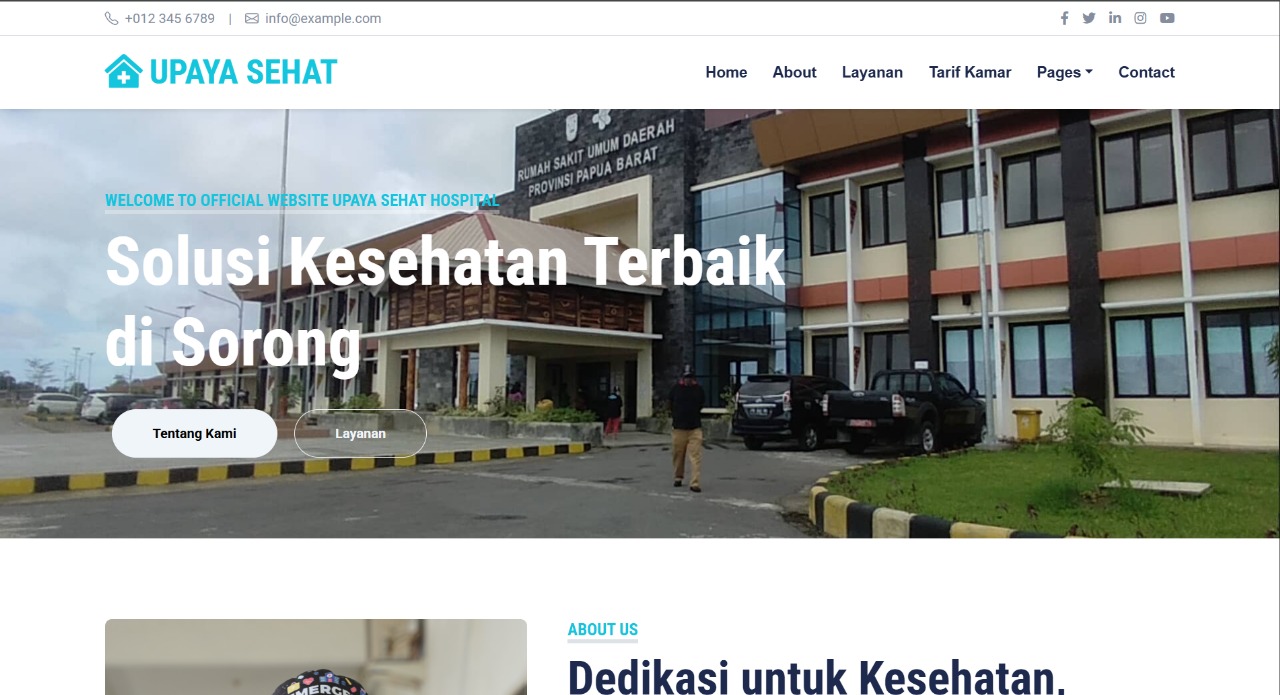 +012 345 6789 | info@example.com
UPAYA SEHAT
Home About Layanan Tarif Kamar Pages Contact
RUMAH SAKIT UMUM DAERAH
PROVINSI PAPUA BARAT
WELCOME TO OFFICIAL WEBSITE UPAYA SEHAT HOSPITAL
Solusi Kesehatan Terbaik
di Sorong
Tentang Kami Layanan
ABOUT US
Dedikasi untuk Kesehatan,